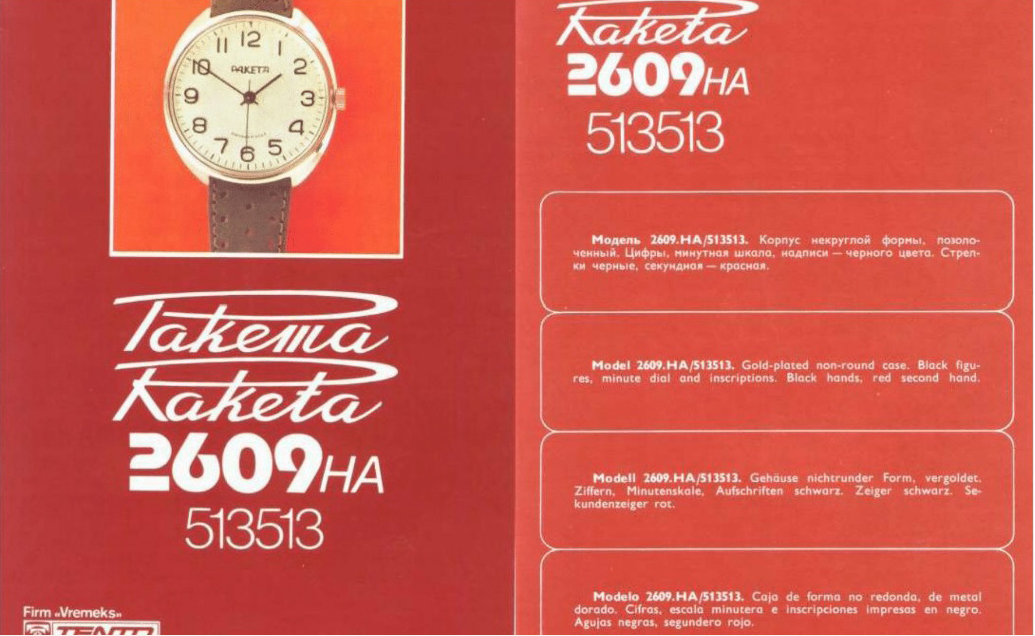 11 12 1
10 2
РАКЕТА
9 3
8 4
7 6 5
Ракета
Raketa
2609 НА
513513
Firm «Vremeks»
Raketa
2609 НА
513513
Модель 2609.НА/513513. Корпус некруглой формы, позоло-
ченный. Цифры, минутная шкала, надписи — черного цвета. Стрел-
ки черные, секундная — красная.
Model 2609.HA/513513. Gold-plated non-round case. Black figu-
res, minute dial and inscriptions. Black hands, red second hand.
Modell 2609.HA/513513. Gehäuse nichtrunder Form, vergoldet.
Ziffern, Minutenskale, Aufschriften schwarz. Zeiger schwarz. Se-
kundenzeiger rot.
Modelo 2609.HA/513513. Caja de forma no redonda, de metal
dorado. Cifras, escala minutera e inscripciones impresas en negro.
Agujas negras, segundero rojo.